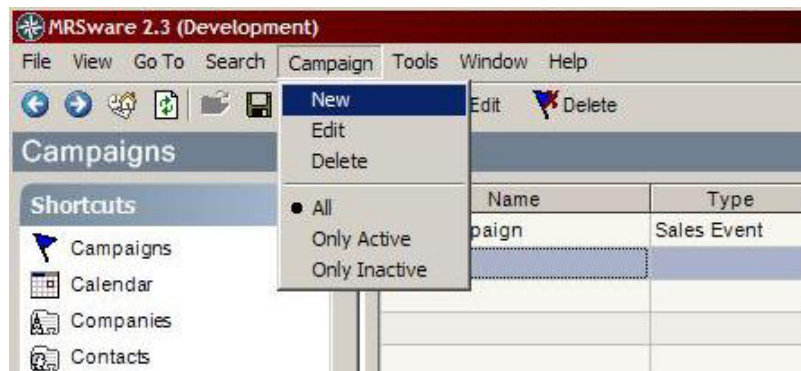 MRSware 2.3 (Development)
File View Go To Search Campaign Tools Window Help
New
Edit
Delete
All
Only Active
Only Inactive
Edit Delete
Campaigns
Shortcuts
Campaigns
Calendar
Companies
Contacts
Name Type
paign Sales Event